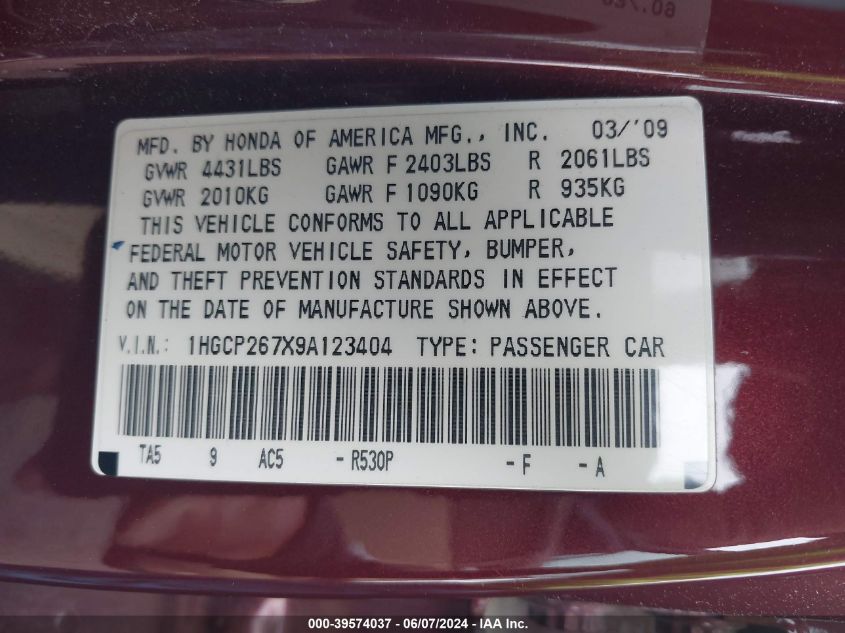 MFD. BY HONDA OF AMERICA MFG., INC. 03/'09
GVWR 4431LBS GAWR F 2403LBS R 2061LBS
GVWR 2010KG GAWR F 1090KG R 935KG
THIS VEHICLE CONFORMS TO ALL APPLICABLE
FEDERAL MOTOR VEHICLE SAFETY, BUMPER,
AND THEFT PREVENTION STANDARDS IN EFFECT
ON THE DATE OF MANUFACTURE SHOWN ABOVE.
V.I.N.: 1HGCP267X9A123404 TYPE: PASSENGER CAR
TA5 9 AC5 - R530P - F - A
000-39574037 - 06/07/2024 - IAA Inc.